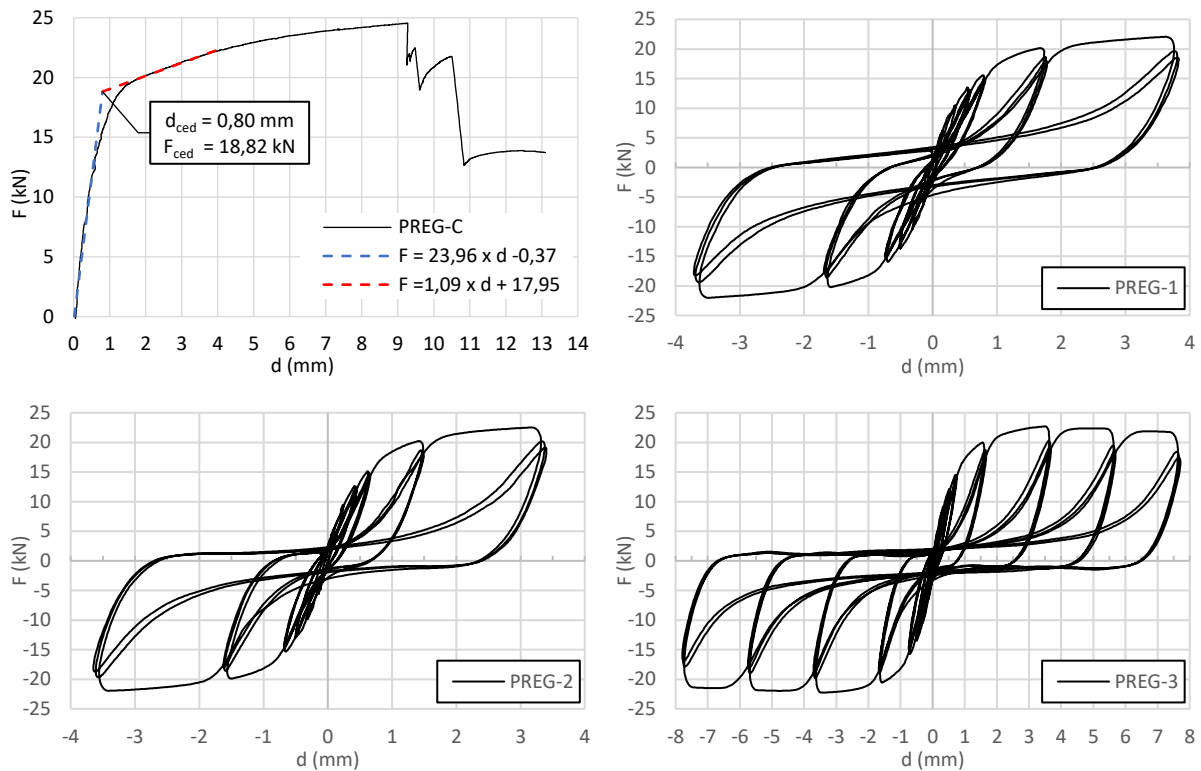 25
20
15
10
5
0
F (kN)
d_ced = 0,80 mm
F_ced = 18,82 kN
PREG-C
F = 23,96 x d -0,37
F =1,09 x d + 17,95
0 1 2 3 4 5 6 7 8 9 10 11 12 13 14
d (mm)
25
20
15
10
5
0
-5
-10
-15
-20
-25
F (kN)
PREG-1
-4 -3 -2 -1 0 1 2 3 4
d (mm)
25
20
15
10
5
0
-5
-10
-15
-20
-25
F (kN)
PREG-2
-4 -3 -2 -1 0 1 2 3 4
d (mm)
25
20
15
10
5
0
-5
-10
-15
-20
-25
F (kN)
PREG-3
-8 -7 -6 -5 -4 -3 -2 -1 0 1 2 3 4 5 6 7 8
d (mm)